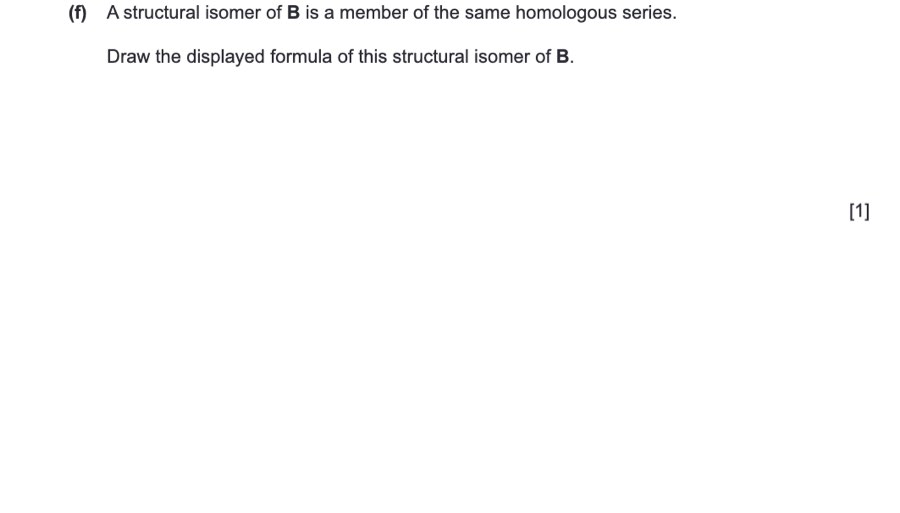 (f) A structural isomer of B is a member of the same homologous series.
Draw the displayed formula of this structural isomer of B.
[1]